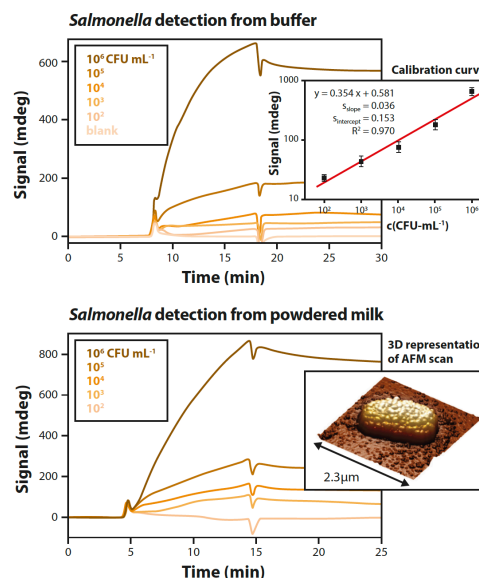 Salmonella detection from buffer
Signal (mdeg)
600
400
200
0
10⁶ CFU mL⁻¹
10⁵
10⁴
10³
10²
blank
0
5
10
15
20
25
30
Time (min)
Calibration curv
Signal (mdeg)
1000
100
10
y = 0.354 x + 0.581
s slope = 0.036
s intercept = 0.153
R² = 0.970
10²
10³
10⁴
10⁵
10⁶
c(CFU-mL⁻¹)
Salmonella detection from powdered milk
Signal (mdeg)
800
600
400
200
0
10⁶ CFU mL⁻¹
10⁵
10⁴
10³
10²
0
5
10
15
20
25
Time (min)
3D representation
of AFM scan
2.3μm